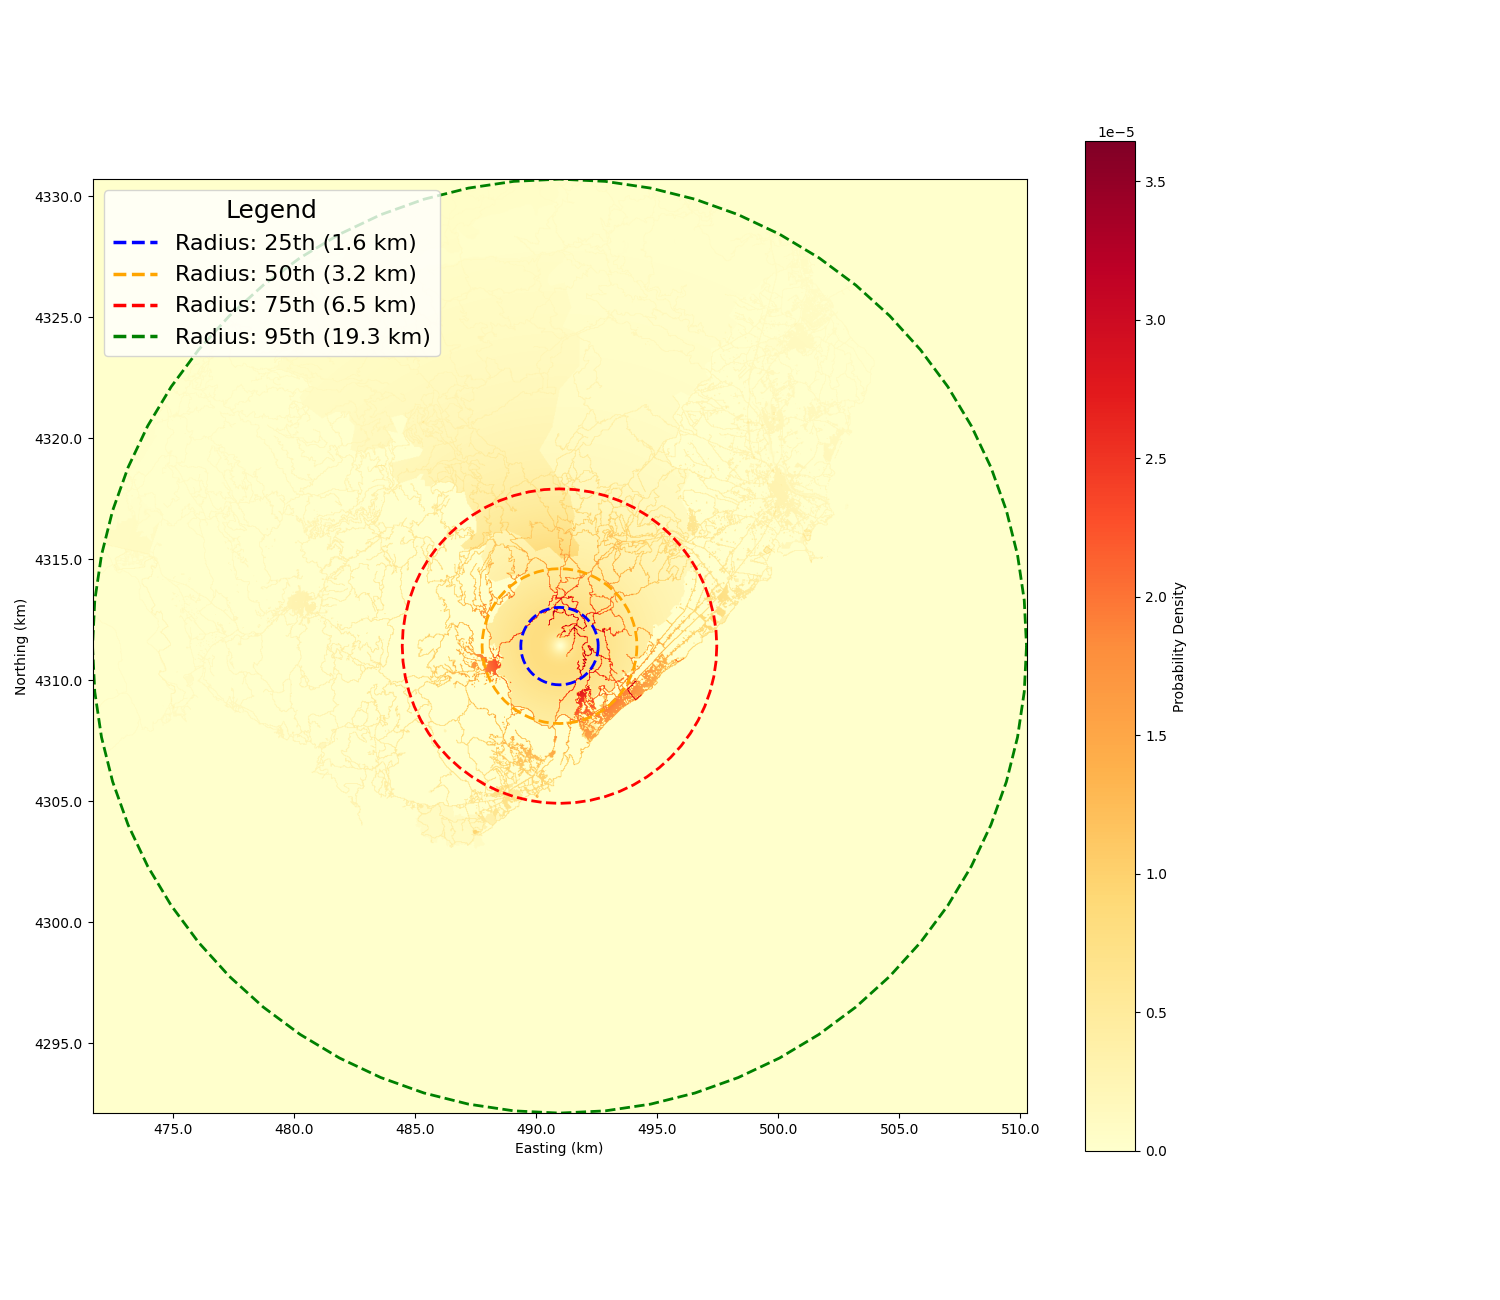 1e−5
Legend
Radius: 25th (1.6 km)
Radius: 50th (3.2 km)
Radius: 75th (6.5 km)
Radius: 95th (19.3 km)
4330.0
4325.0
4320.0
4315.0
4310.0
4305.0
4300.0
4295.0
Northing (km)
475.0
480.0
485.0
490.0
495.0
500.0
505.0
510.0
Easting (km)
3.5
3.0
2.5
2.0
1.5
1.0
0.5
0.0
Probability Density